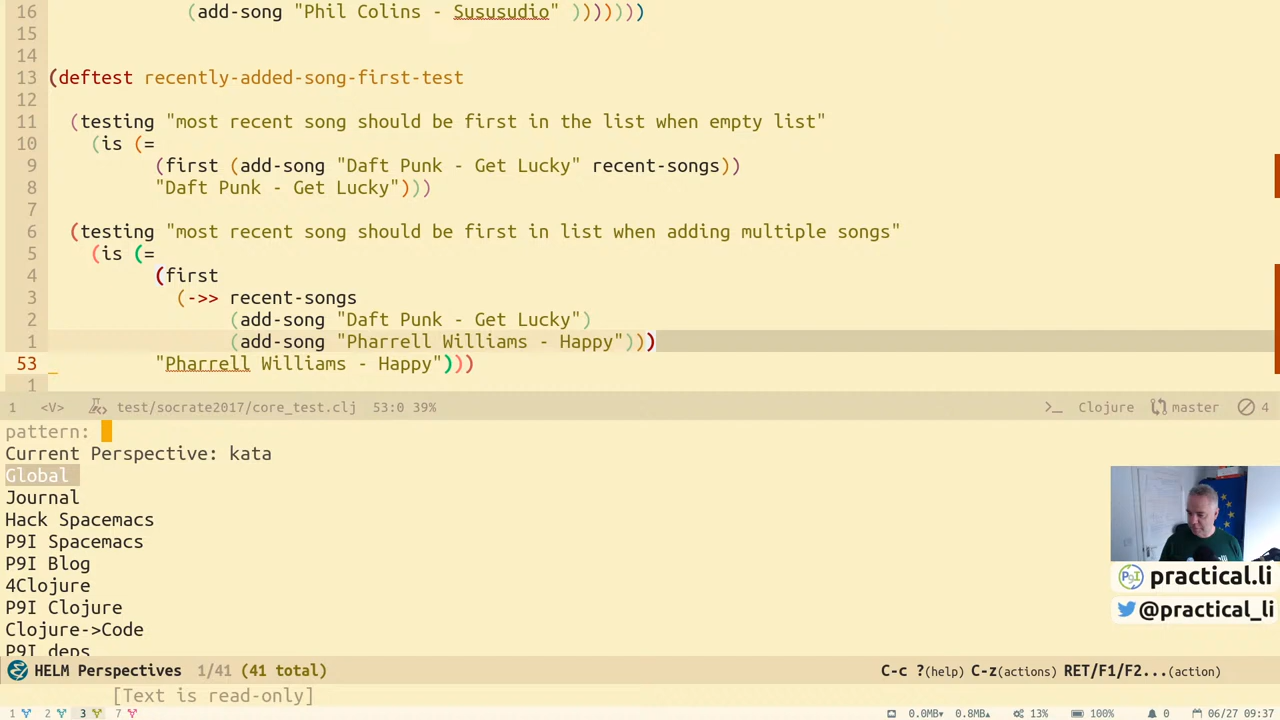 16 (add-song "Phil Colins - Sususudio" )))))))
15
14
13 (deftest recently-added-song-first-test
12
11 (testing "most recent song should be first in the list when empty list"
10 (is (=
9 (first (add-song "Daft Punk - Get Lucky" recent-songs))
8 "Daft Punk - Get Lucky")))
7
6 (testing "most recent song should be first in list when adding multiple songs"
5 (is (=
4 (first
3 (->> recent-songs
2 (add-song "Daft Punk - Get Lucky")
1 (add-song "Pharrell Williams - Happy")))
53 "Pharrell Williams - Happy")))
1
1 <V> test/socrate2017/core_test.clj 53:0 39% Clojure master 4
pattern:
Current Perspective: kata
Global
Journal
Hack Spacemacs
P9I Spacemacs
P9I Blog
4Clojure
P9I Clojure
Clojure->Code
P9I deps
P9I practical.li
@practical_li
HELM Perspectives 1/41 (41 total) C-c ?(help) C-z(actions) RET/F1/F2...(action)
[Text is read-only]
1 2 3 7 0.0MB▾ 0.8MB▴ 13% 100% 0 06/27 09:37